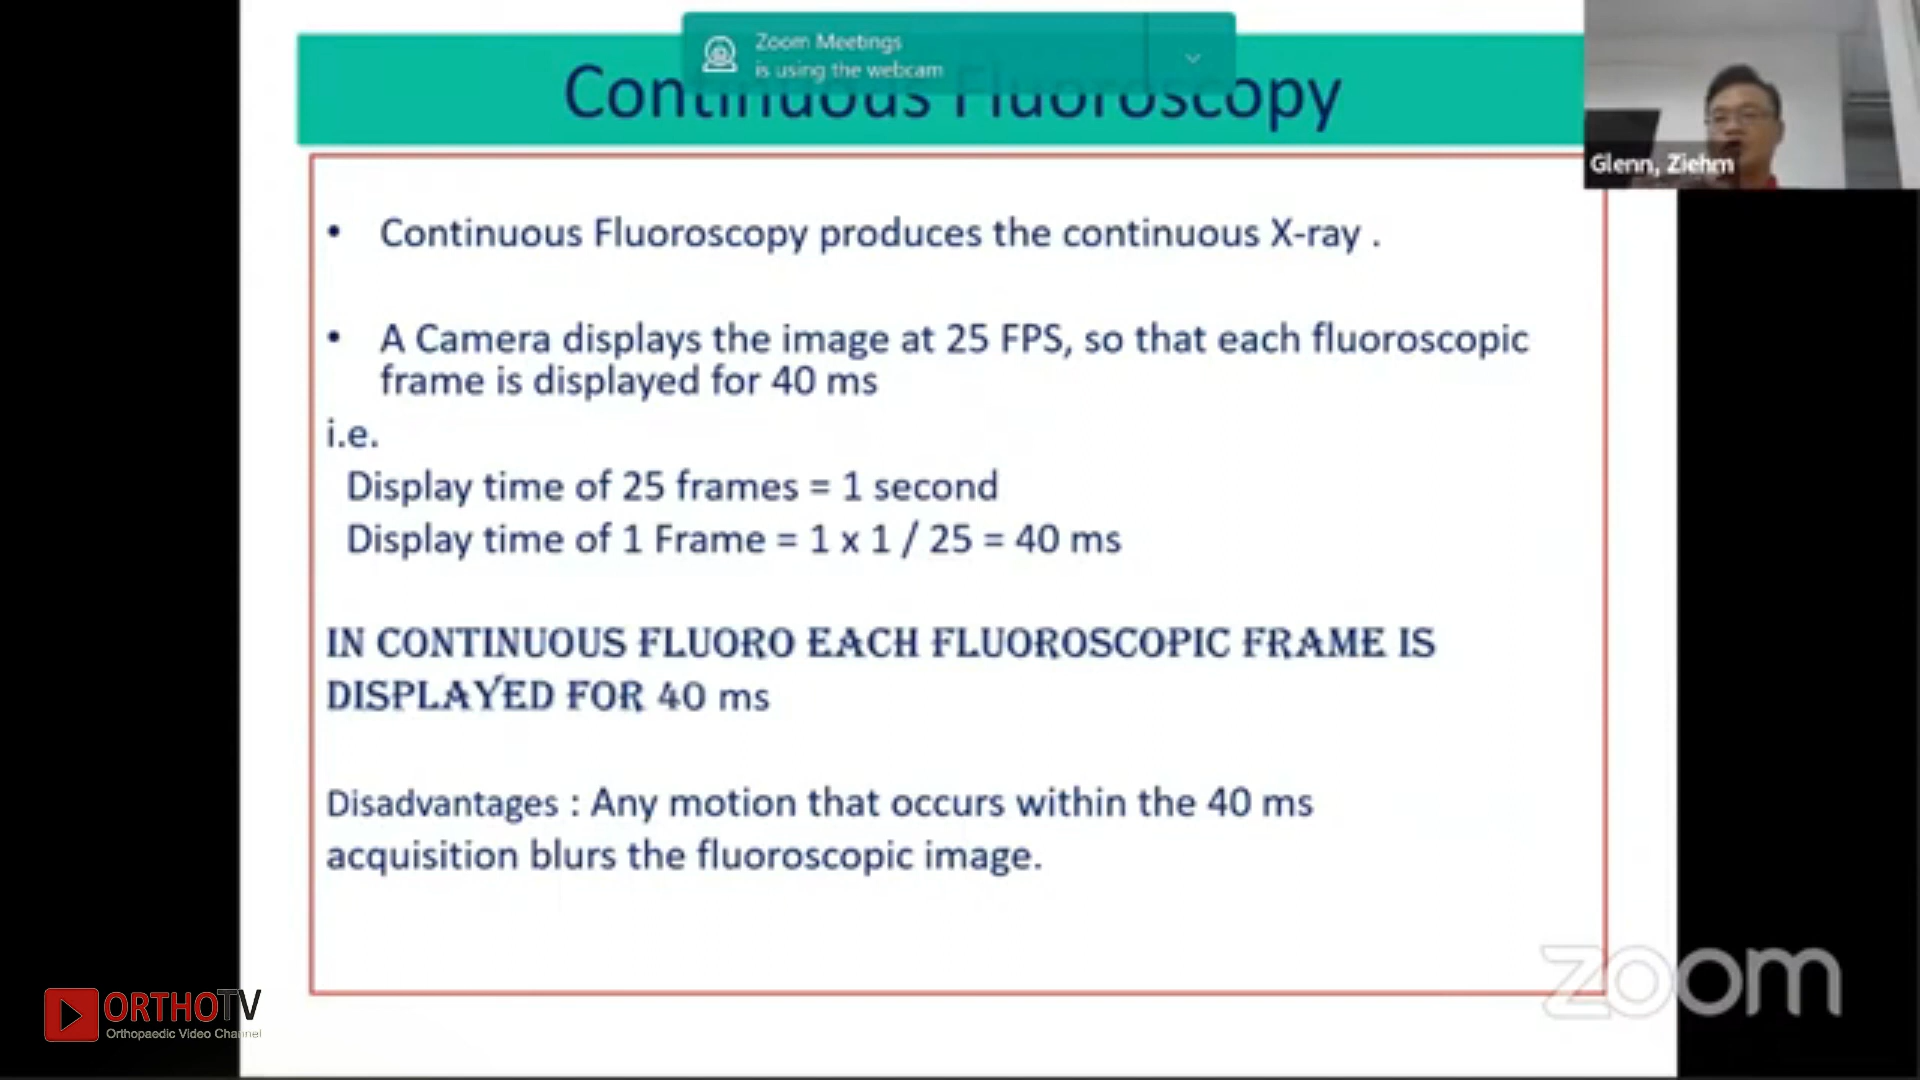 Zoom Meetings
is using the webcam
Continuous Fluoroscopy
Glenn, Ziehm
• Continuous Fluoroscopy produces the continuous X-ray .
• A Camera displays the image at 25 FPS, so that each fluoroscopic
frame is displayed for 40 ms
i.e.
Display time of 25 frames = 1 second
Display time of 1 Frame = 1 x 1 / 25 = 40 ms
IN CONTINUOUS FLUORO EACH FLUOROSCOPIC FRAME IS
DISPLAYED FOR 40 ms
Disadvantages : Any motion that occurs within the 40 ms
acquisition blurs the fluoroscopic image.
zoom
ORTHOTV
Orthopaedic Video Channel